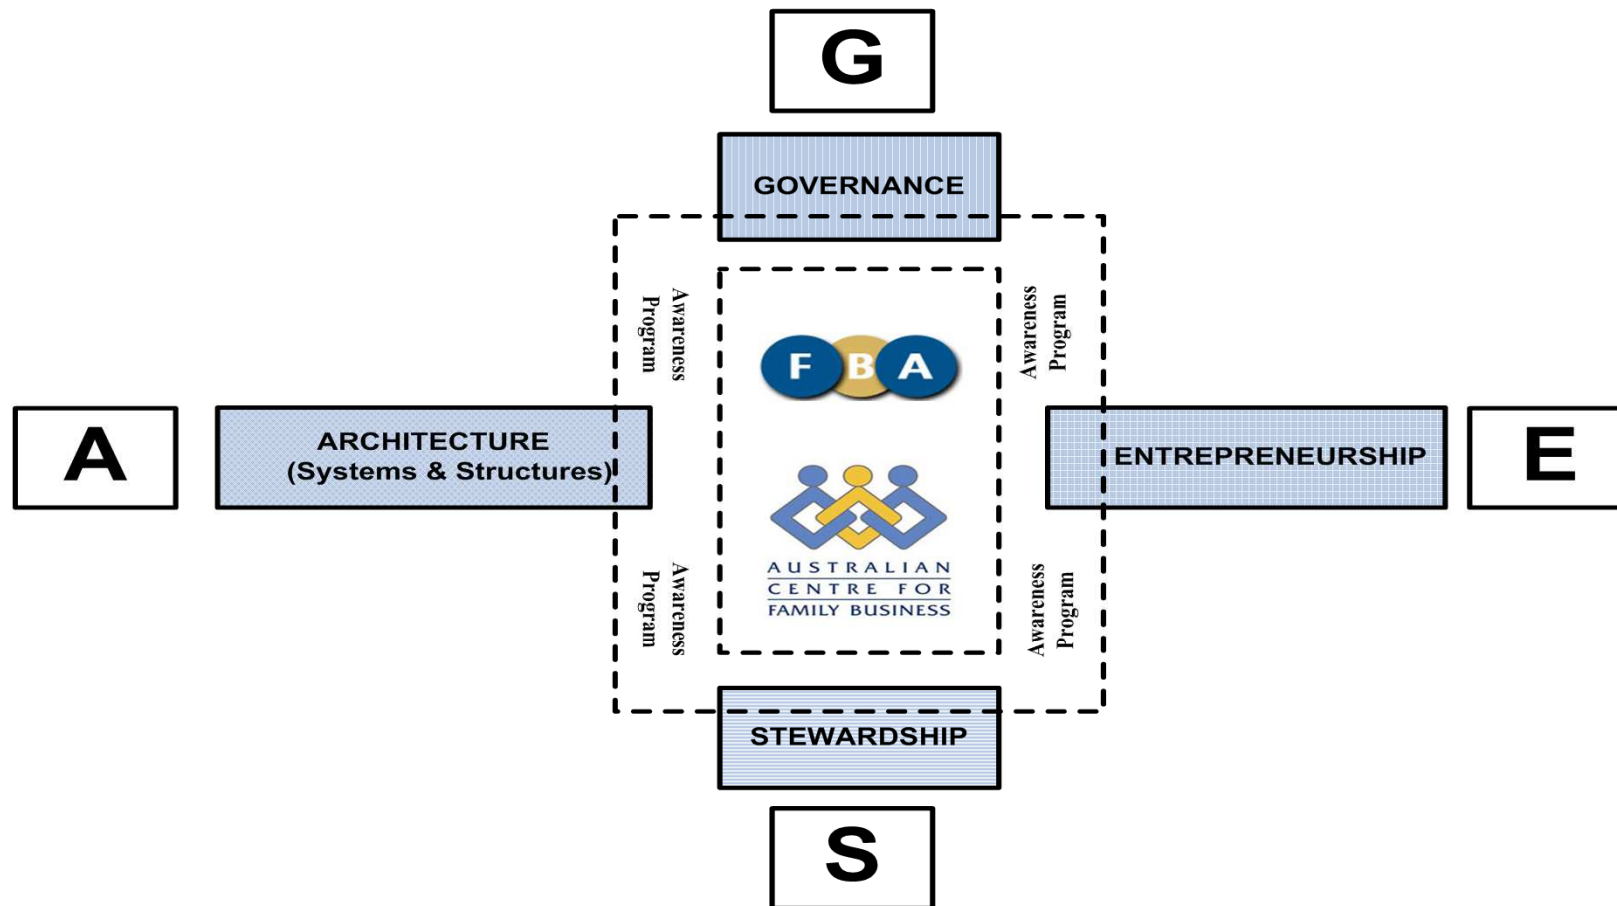 G
GOVERNANCE
Awareness
Program
Awareness
Program
F B A
A
ARCHITECTURE
(Systems & Structures)
ENTREPRENEURSHIP
E
AUSTRALIAN
CENTRE FOR
FAMILY BUSINESS
Awareness
Program
Awareness
Program
STEWARDSHIP
S